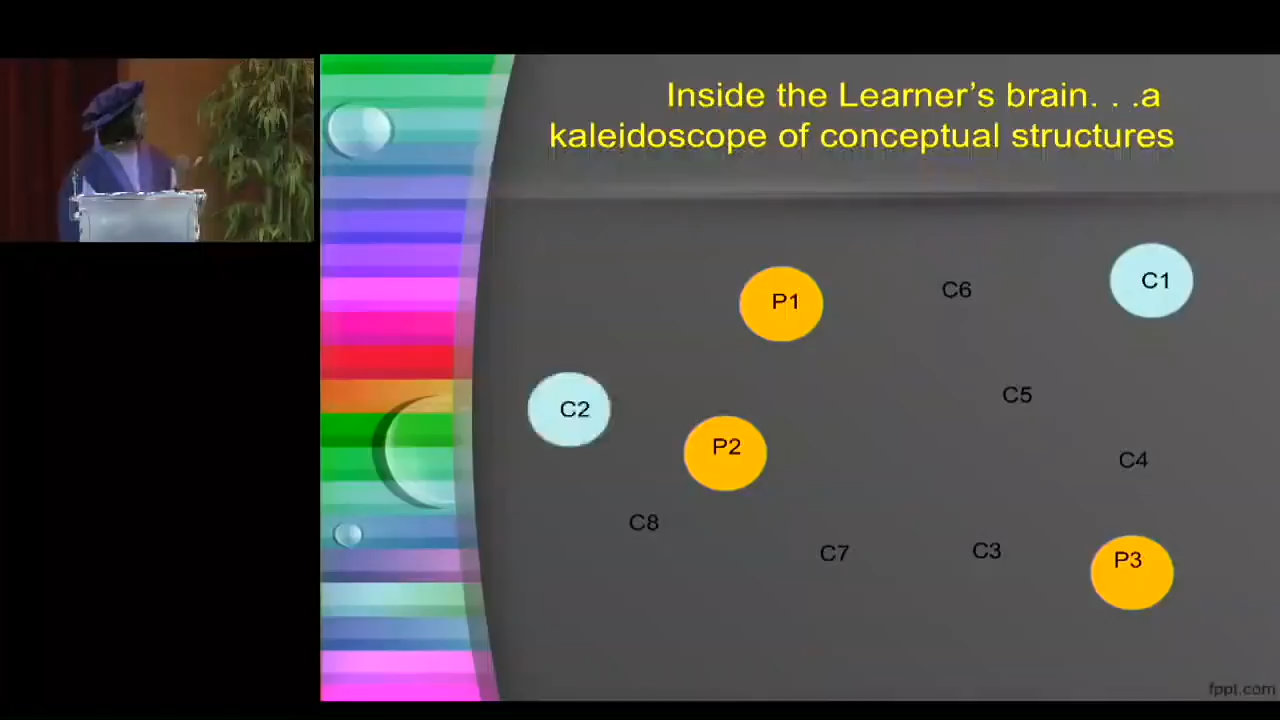 Inside the Learner's brain. . .a
kaleidoscope of conceptual structures
P1
C6
C1
C2
C5
P2
C4
C8
C7
C3
P3
fppt.com